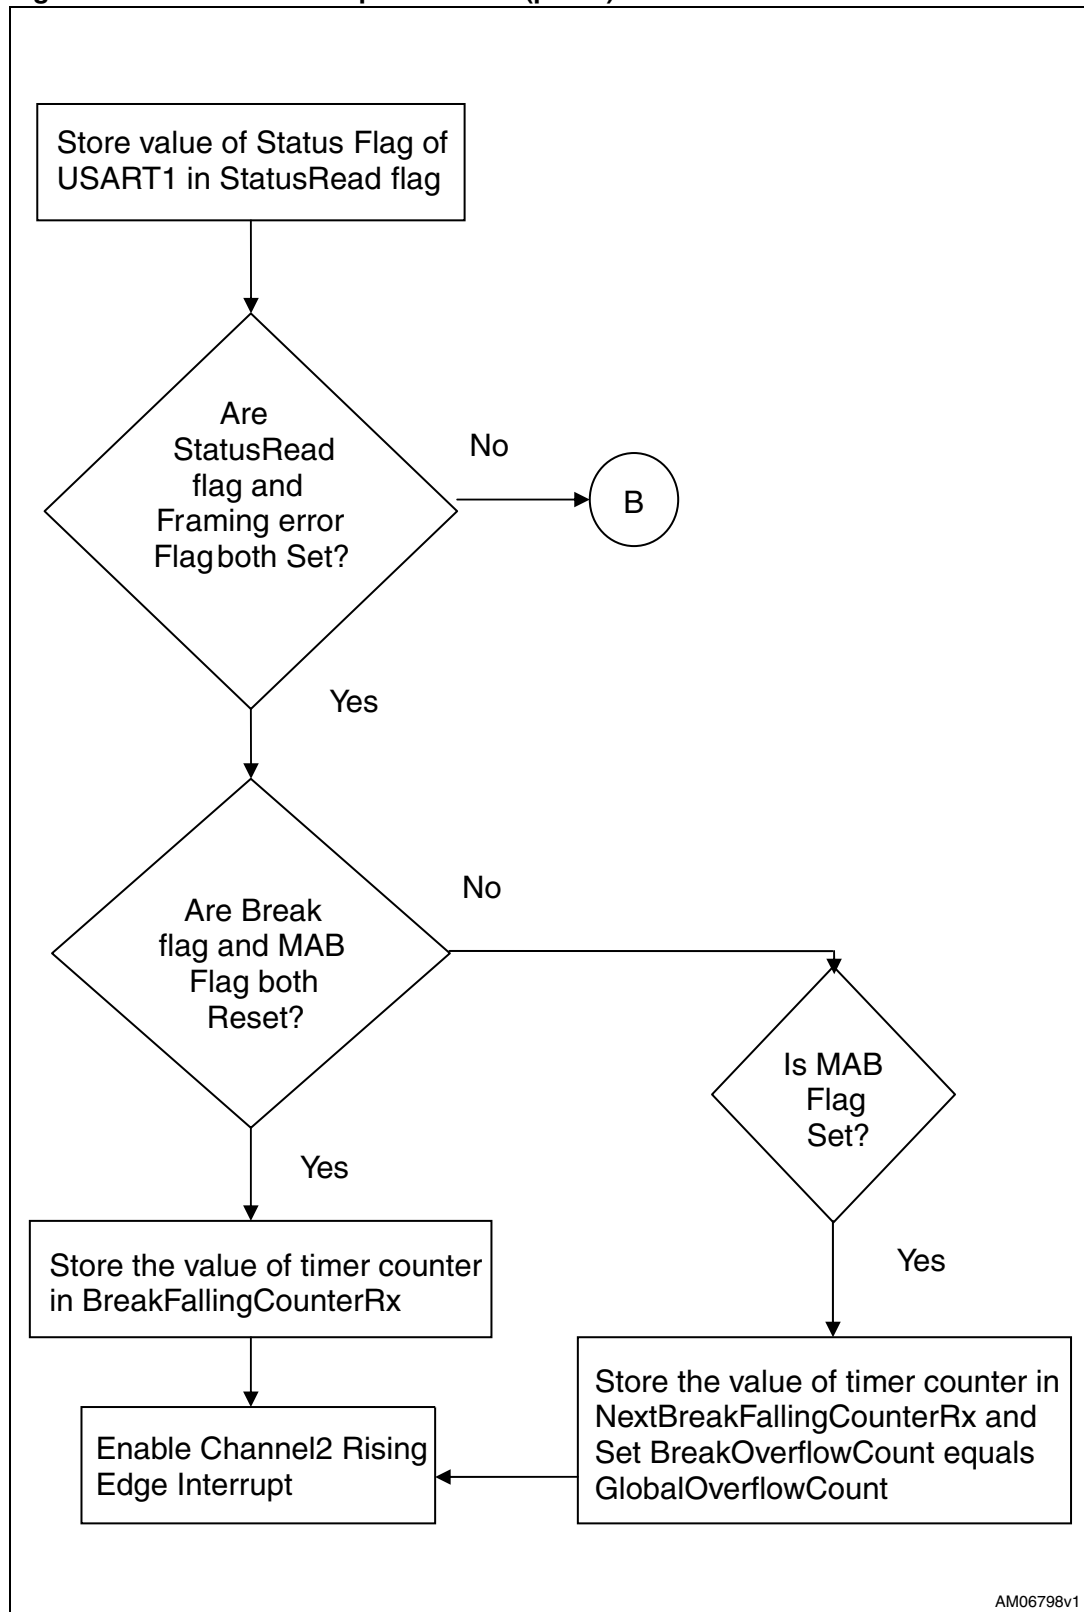 Store value of Status Flag of
USART1 in StatusRead flag
Are
StatusRead
flag and
Framing error
Flag both Set?
No
B
Yes
Are Break
flag and MAB
Flag both
Reset?
No
Is MAB
Flag
Set?
Yes
Yes
Store the value of timer counter
in BreakFallingCounterRx
Store the value of timer counter in
NextBreakFallingCounterRx and
Set BreakOverflowCount equals
GlobalOverflowCount
Enable Channel2 Rising
Edge Interrupt
AM06798v1